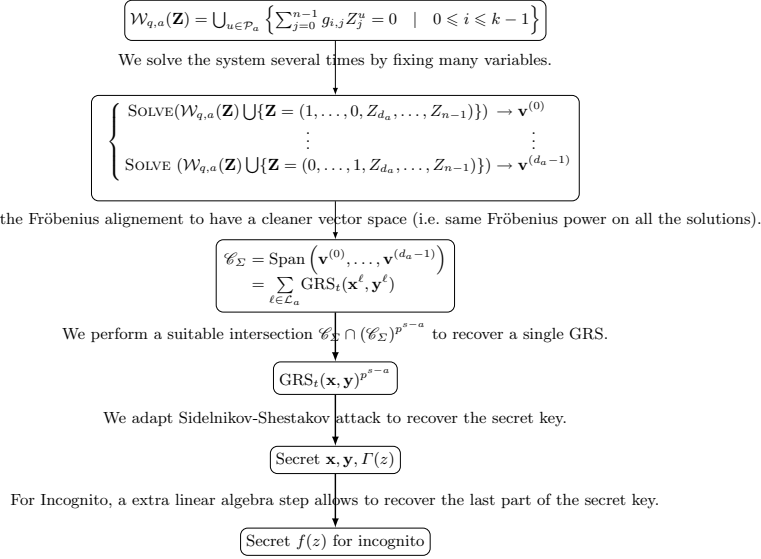 𝒲_{q,a}(𝐙) = ⋃_{u∈𝒫_a} { ∑_{j=0}^{n−1} g_{i,j} Z_j^u = 0 | 0 ⩽ i ⩽ k − 1 }
We solve the system several times by fixing many variables.
Solve(𝒲_{q,a}(𝐙) ⋃{𝐙 = (1, . . . , 0, Z_{d_a}, . . . , Z_{n−1})}) → 𝐯^{(0)}
⋮ ⋮
Solve (𝒲_{q,a}(𝐙) ⋃{𝐙 = (0, . . . , 1, Z_{d_a}, . . . , Z_{n−1})}) → 𝐯^{(d_a−1)}
the Fröbenius alignement to have a cleaner vector space (i.e. same Fröbenius power on all the solutions).
𝒞_Σ = Span (𝐯^{(0)}, . . . , 𝐯^{(d_a−1)})
= ∑_{ℓ∈ℒ_a} GRS_t(𝐱^ℓ, 𝐲^ℓ)
We perform a suitable intersection 𝒞_Σ ∩ (𝒞_Σ)^{p^{s−a}} to recover a single GRS.
GRS_t(𝐱, 𝐲)^{p^{s−a}}
We adapt Sidelnikov-Shestakov attack to recover the secret key.
Secret 𝐱, 𝐲, Γ(z)
For Incognito, a extra linear algebra step allows to recover the last part of the secret key.
Secret f(z) for incognito